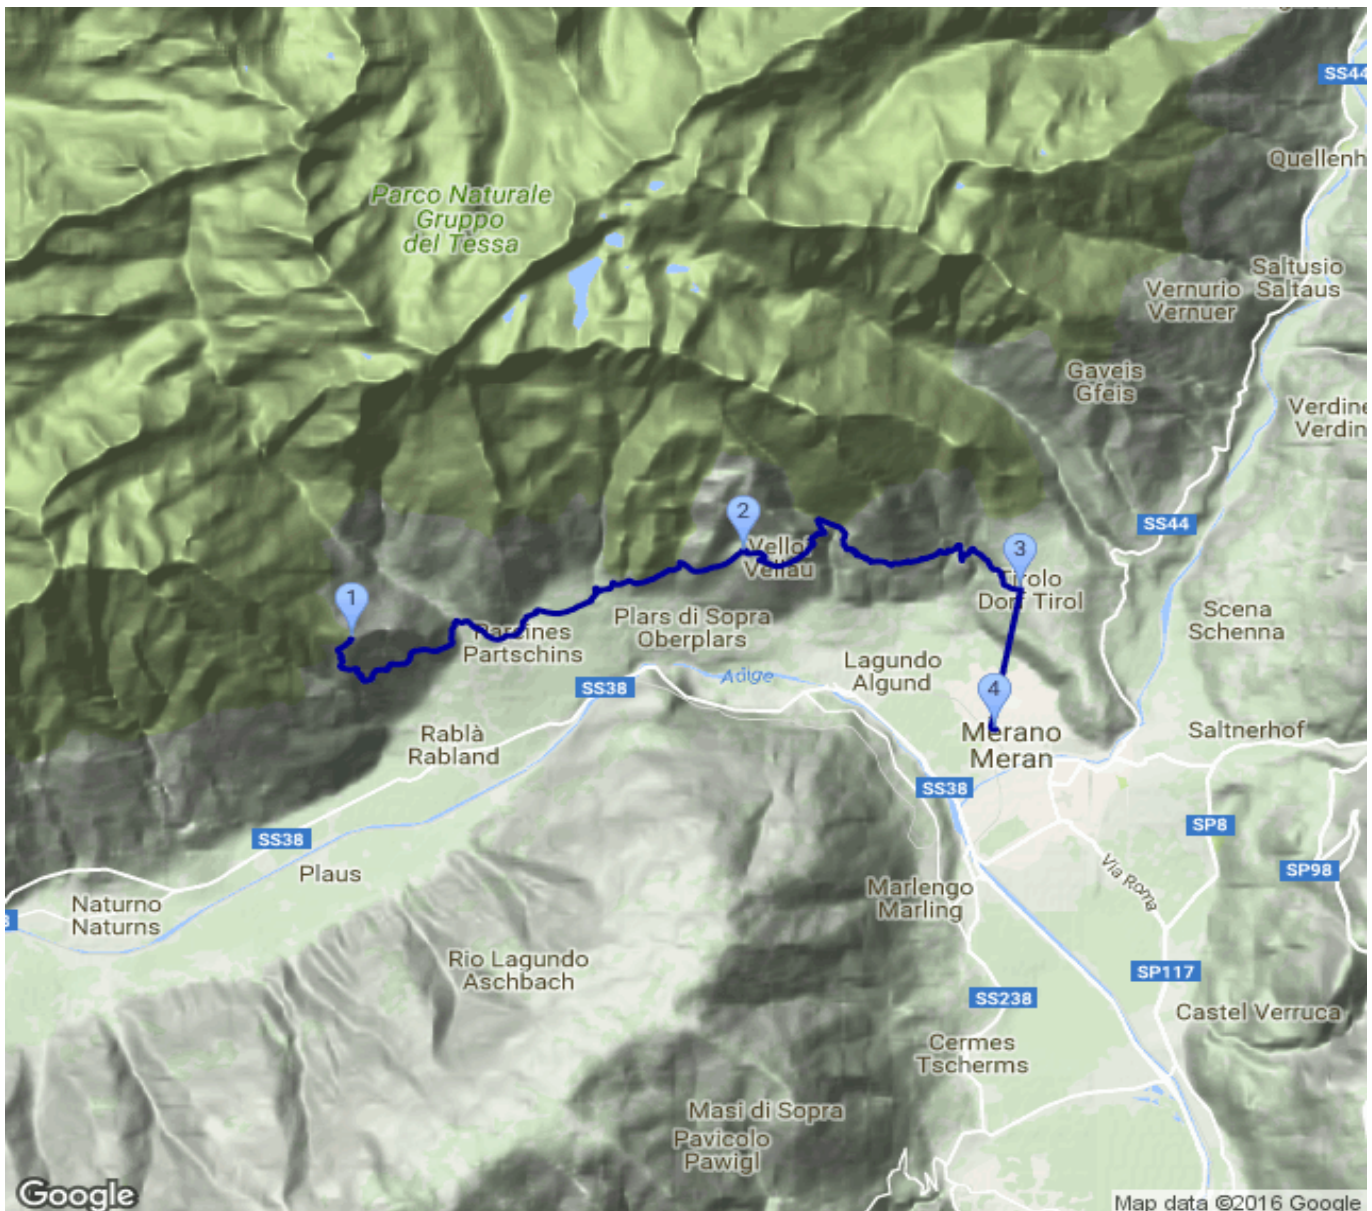 SS44
Quellenh
Parco Naturale
Gruppo
del Tessa
Saltusio
Saltaus
Vernurio
Vernuer
Gaveis
Gfeis
Verdine
Verdin
SS44
2
3
1
Vello
Vellau
Tirolo
Dorf Tirol
Scena
Schenna
Plars di Sopra
Oberplars
Parcines
Partschins
Lagundo
Algund
Adige
SS38
4
Merano
Meran
Saltnerhof
Rablà
Rabland
SS38
SS38
SP8
Plaus
SP98
Via Roma
Marlengo
Marling
Naturno
Naturns
Rio Lagundo
Aschbach
SP117
SS238
Castel Verruca
Cermes
Tscherms
Masi di Sopra
Pavicolo
Pawigl
Google
Map data ©2016 Google